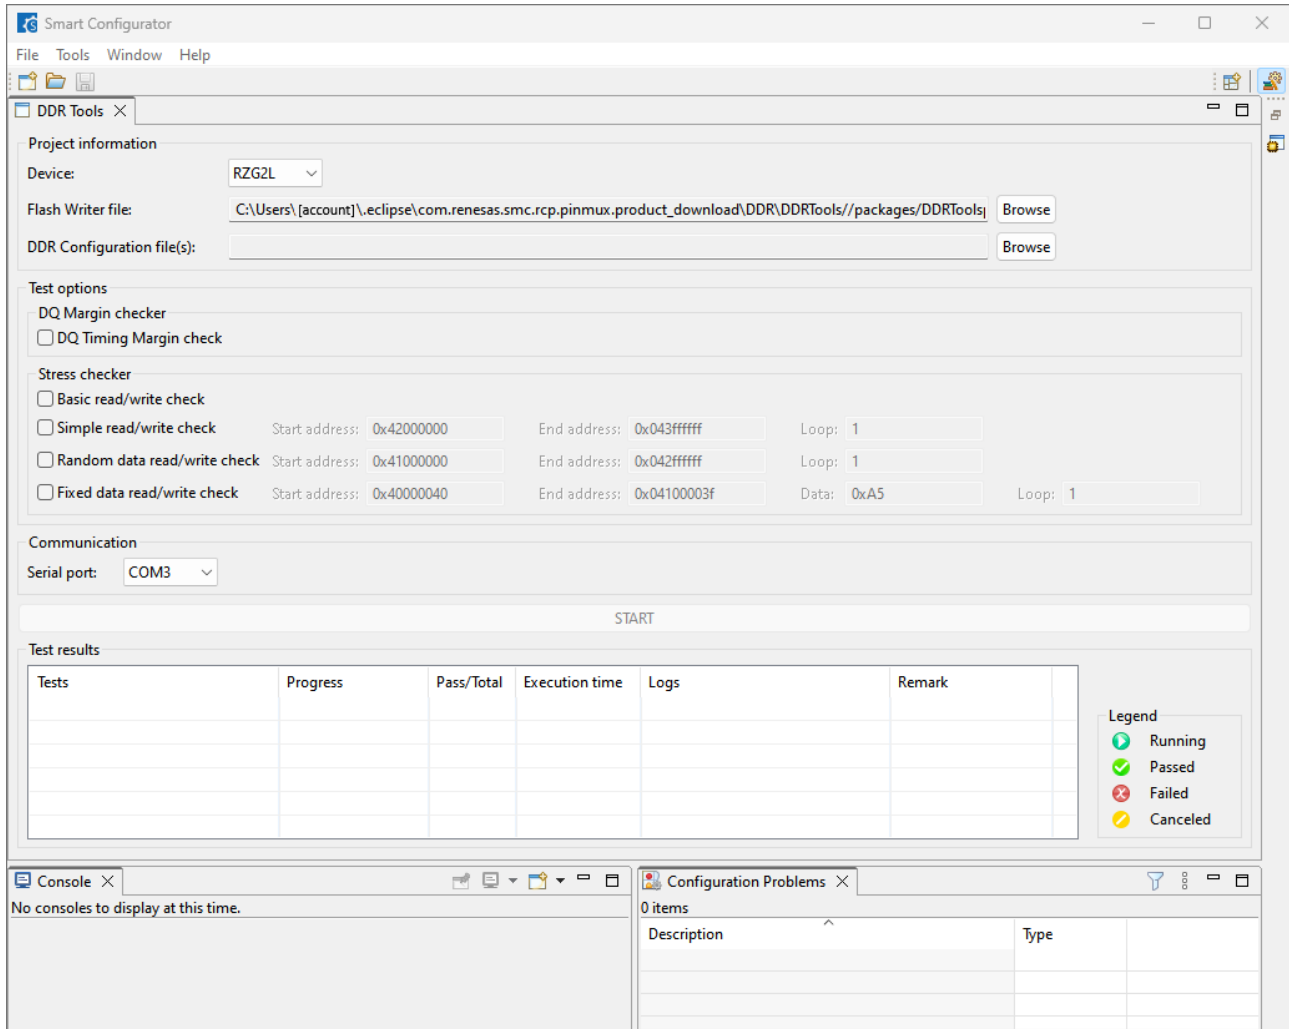 Smart Configurator
File Tools Window Help
DDR Tools
Project information
Device: RZG2L
Flash Writer file: C:\Users\[account]\.eclipse\com.renesas.smc.rcp.pinmux.product_download\DDR\DDRTools//packages/DDRTools Browse
DDR Configuration file(s): Browse
Test options
DQ Margin checker
DQ Timing Margin check
Stress checker
Basic read/write check
Simple read/write check Start address: 0x42000000 End address: 0x043ffffff Loop: 1
Random data read/write check Start address: 0x41000000 End address: 0x042ffffff Loop: 1
Fixed data read/write check Start address: 0x40000040 End address: 0x04100003f Data: 0xA5 Loop: 1
Communication
Serial port: COM3
START
Test results
Tests Progress Pass/Total Execution time Logs Remark
Legend
Running
Passed
Failed
Canceled
Console
No consoles to display at this time.
Configuration Problems
0 items
Description Type